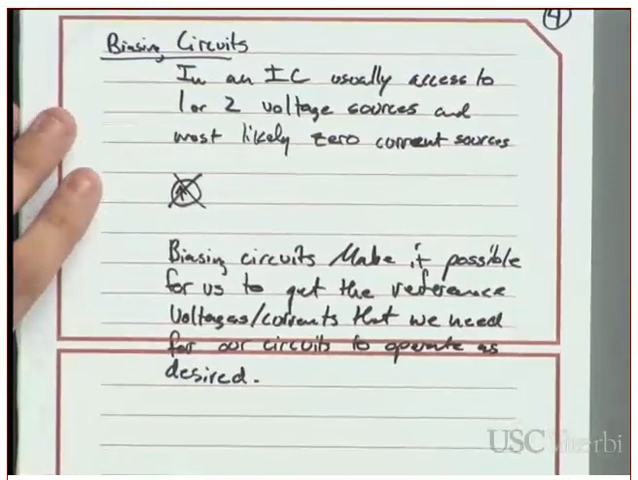 4
Biasing Circuits
In an IC usually access to
1 or 2 voltage sources and
most likely zero current sources
Biasing circuits Make it possible
for us to get the reference
Voltages/currents that we need
for our circuits to operate as
desired.
USC Viterbi